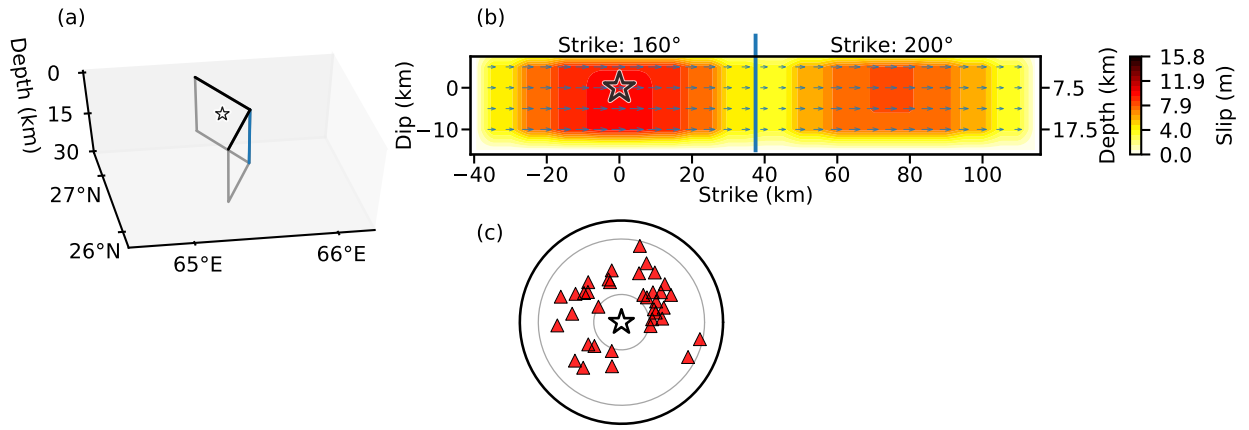 (a)
Depth (km)
0
15
30
27°N
26°N
65°E
66°E
(b)
Strike: 160°
Strike: 200°
Dip (km)
0
−10
−40
−20
0
20
40
60
80
100
Strike (km)
7.5
17.5
Depth (km)
15.8
11.9
7.9
4.0
0.0
Slip (m)
(c)